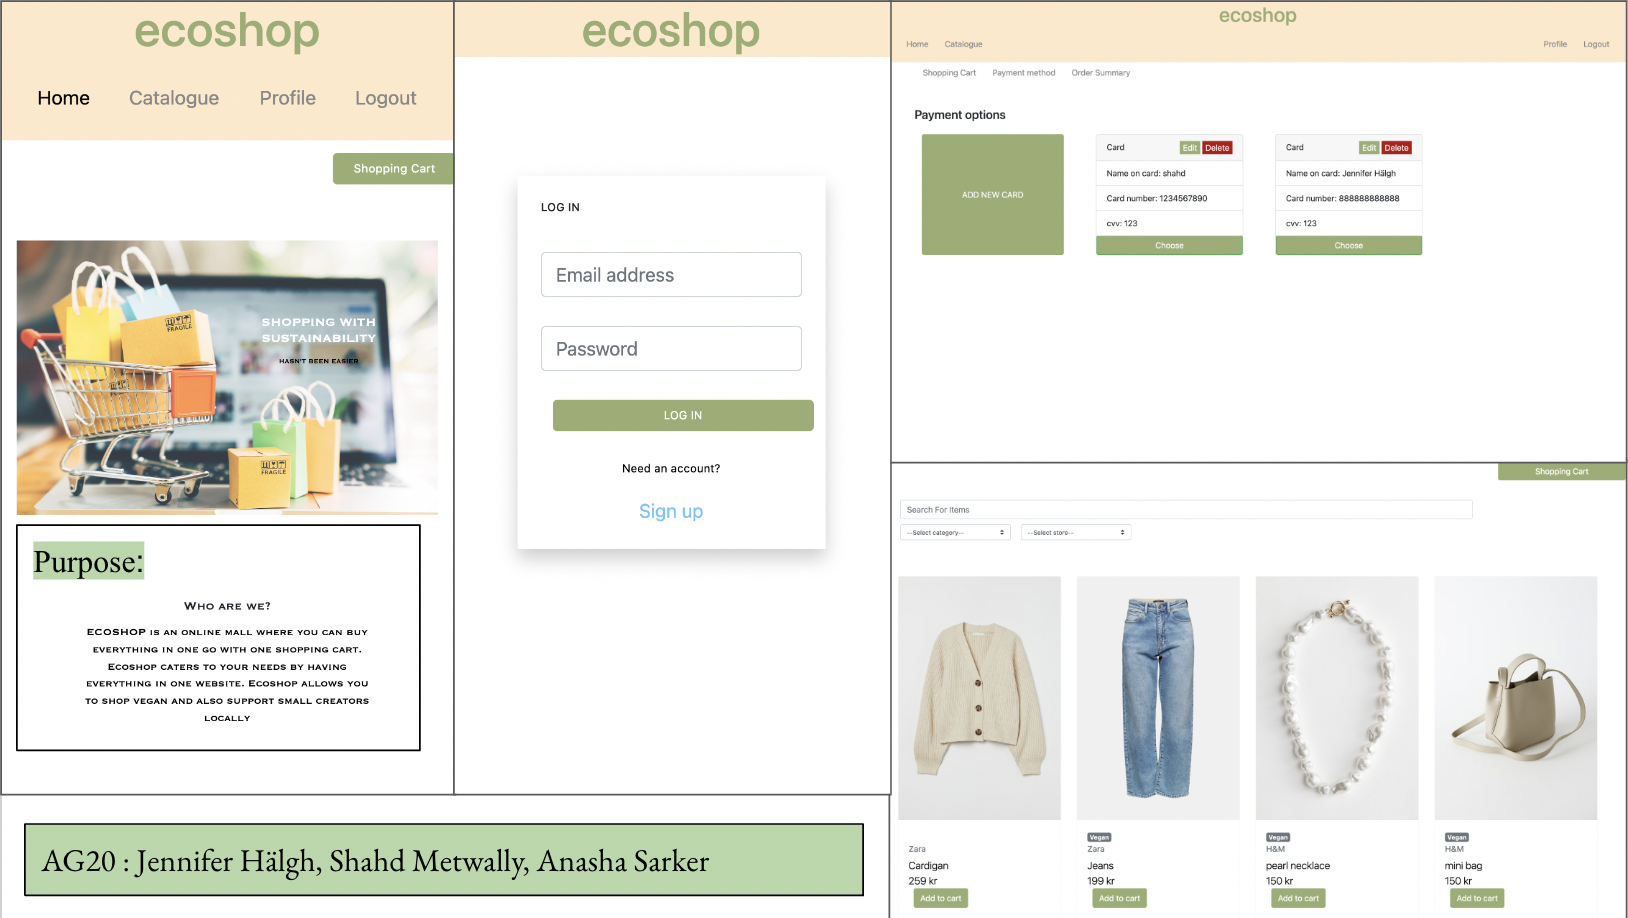 ecoshop
Home Catalogue Profile Logout
Shopping Cart
FRAGILE
SHOPPING WITH
SUSTAINABILITY
HASN'T BEEN EASIER
FRAGILE
Purpose:
WHO ARE WE?
ECOSHOP IS AN ONLINE MALL WHERE YOU CAN BUY
EVERYTHING IN ONE GO WITH ONE SHOPPING CART.
ECOSHOP CATERS TO YOUR NEEDS BY HAVING
EVERYTHING IN ONE WEBSITE. ECOSHOP ALLOWS YOU
TO SHOP VEGAN AND ALSO SUPPORT SMALL CREATORS
LOCALLY
ecoshop
LOG IN
Email address
Password
LOG IN
Need an account?
Sign up
ecoshop
Home Catalogue Profile Logout
Shopping Cart Payment method Order Summary
Payment options
ADD NEW CARD
Card Edit Delete
Name on card: shahd
Card number: 1234567890
cvv: 123
Choose
Card Edit Delete
Name on card: Jennifer Hälgh
Card number: 888888888888
cvv: 123
Choose
Shopping Cart
Search For Items
--Select category-- --Select store--
Zara
Cardigan
259 kr
Add to cart
Vegan
Zara
Jeans
199 kr
Add to cart
Vegan
H&M
pearl necklace
150 kr
Add to cart
Vegan
H&M
mini bag
150 kr
Add to cart
AG20 : Jennifer Hälgh, Shahd Metwally, Anasha Sarker